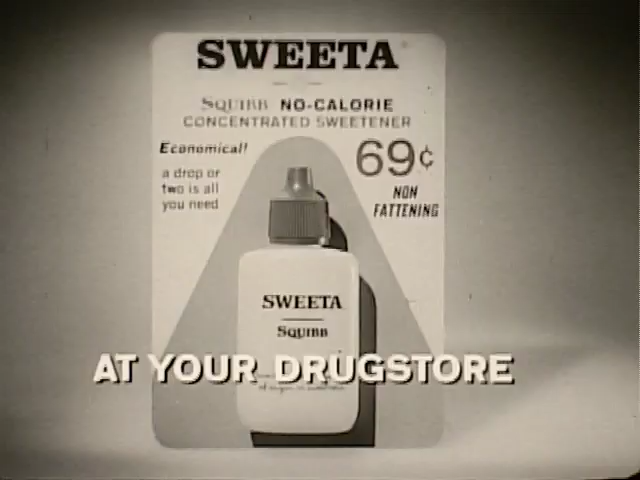 SWEETA
SQUIBB NO-CALORIE
CONCENTRATED SWEETENER
Economical!
a drop or
two is all
you need
69¢
NON
FATTENING
SWEETA
SQUIBB
AT YOUR DRUGSTORE